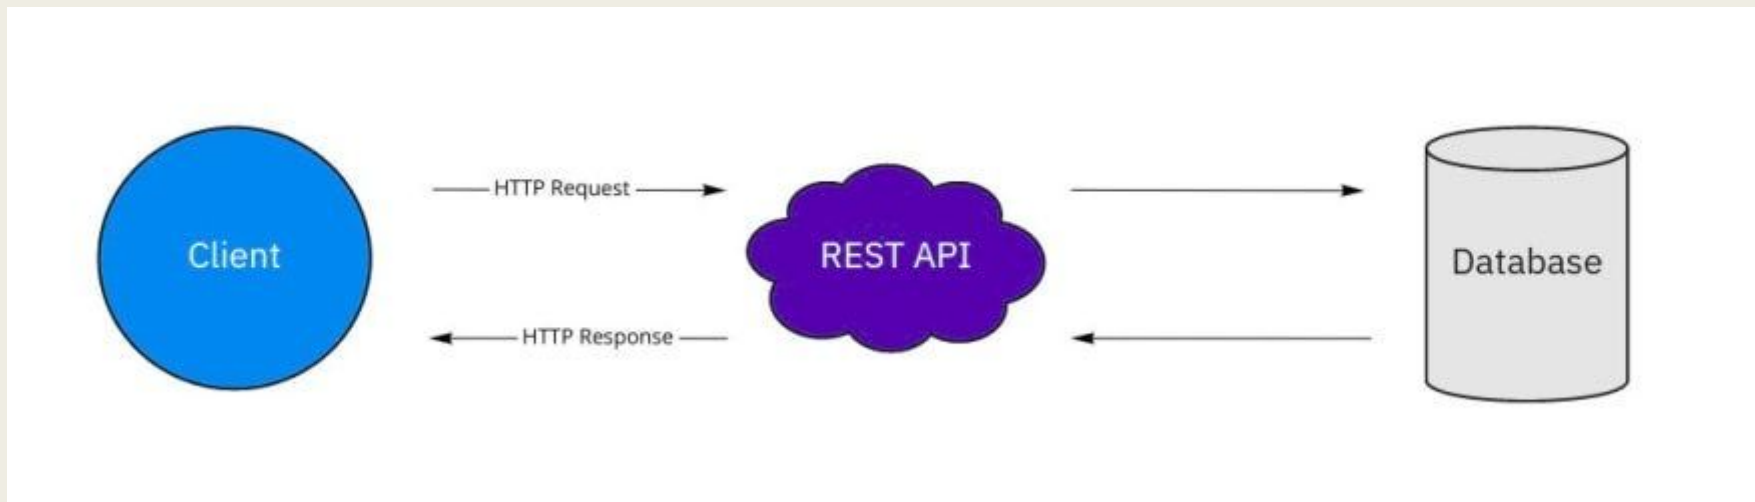 HTTP Request
Client
REST API
Database
HTTP Response